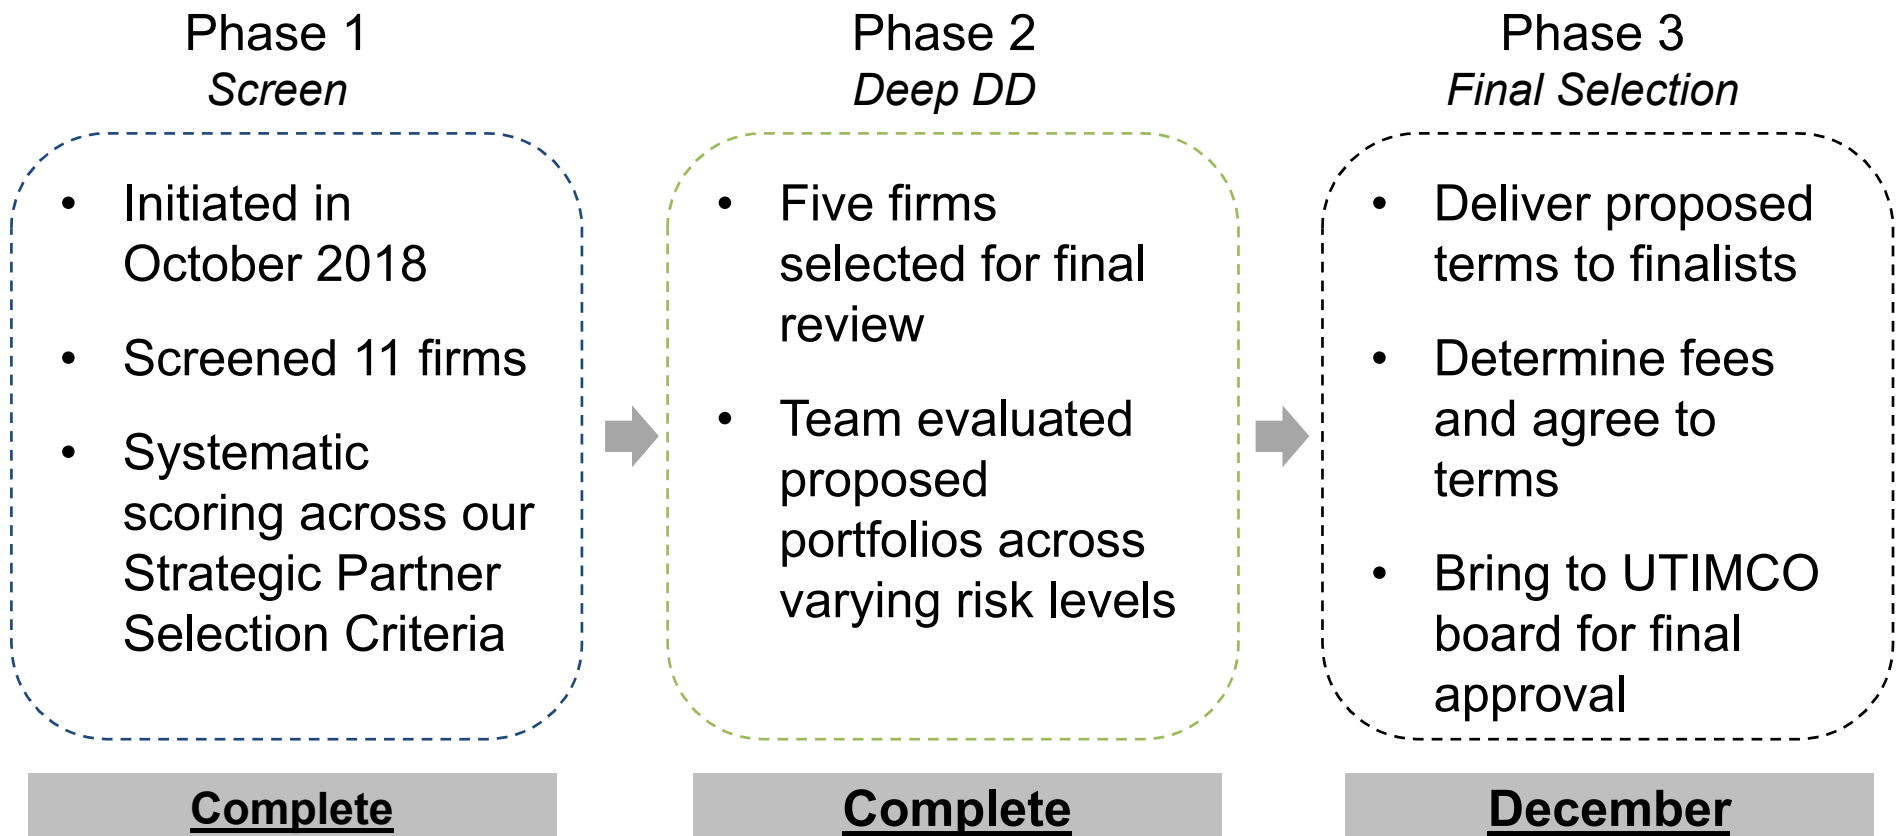 Phase 1
Screen
• Initiated in
October 2018
• Screened 11 firms
• Systematic
scoring across our
Strategic Partner
Selection Criteria
Complete
Phase 2
Deep DD
• Five firms
selected for final
review
• Team evaluated
proposed
portfolios across
varying risk levels
Complete
Phase 3
Final Selection
• Deliver proposed
terms to finalists
• Determine fees
and agree to
terms
• Bring to UTIMCO
board for final
approval
December